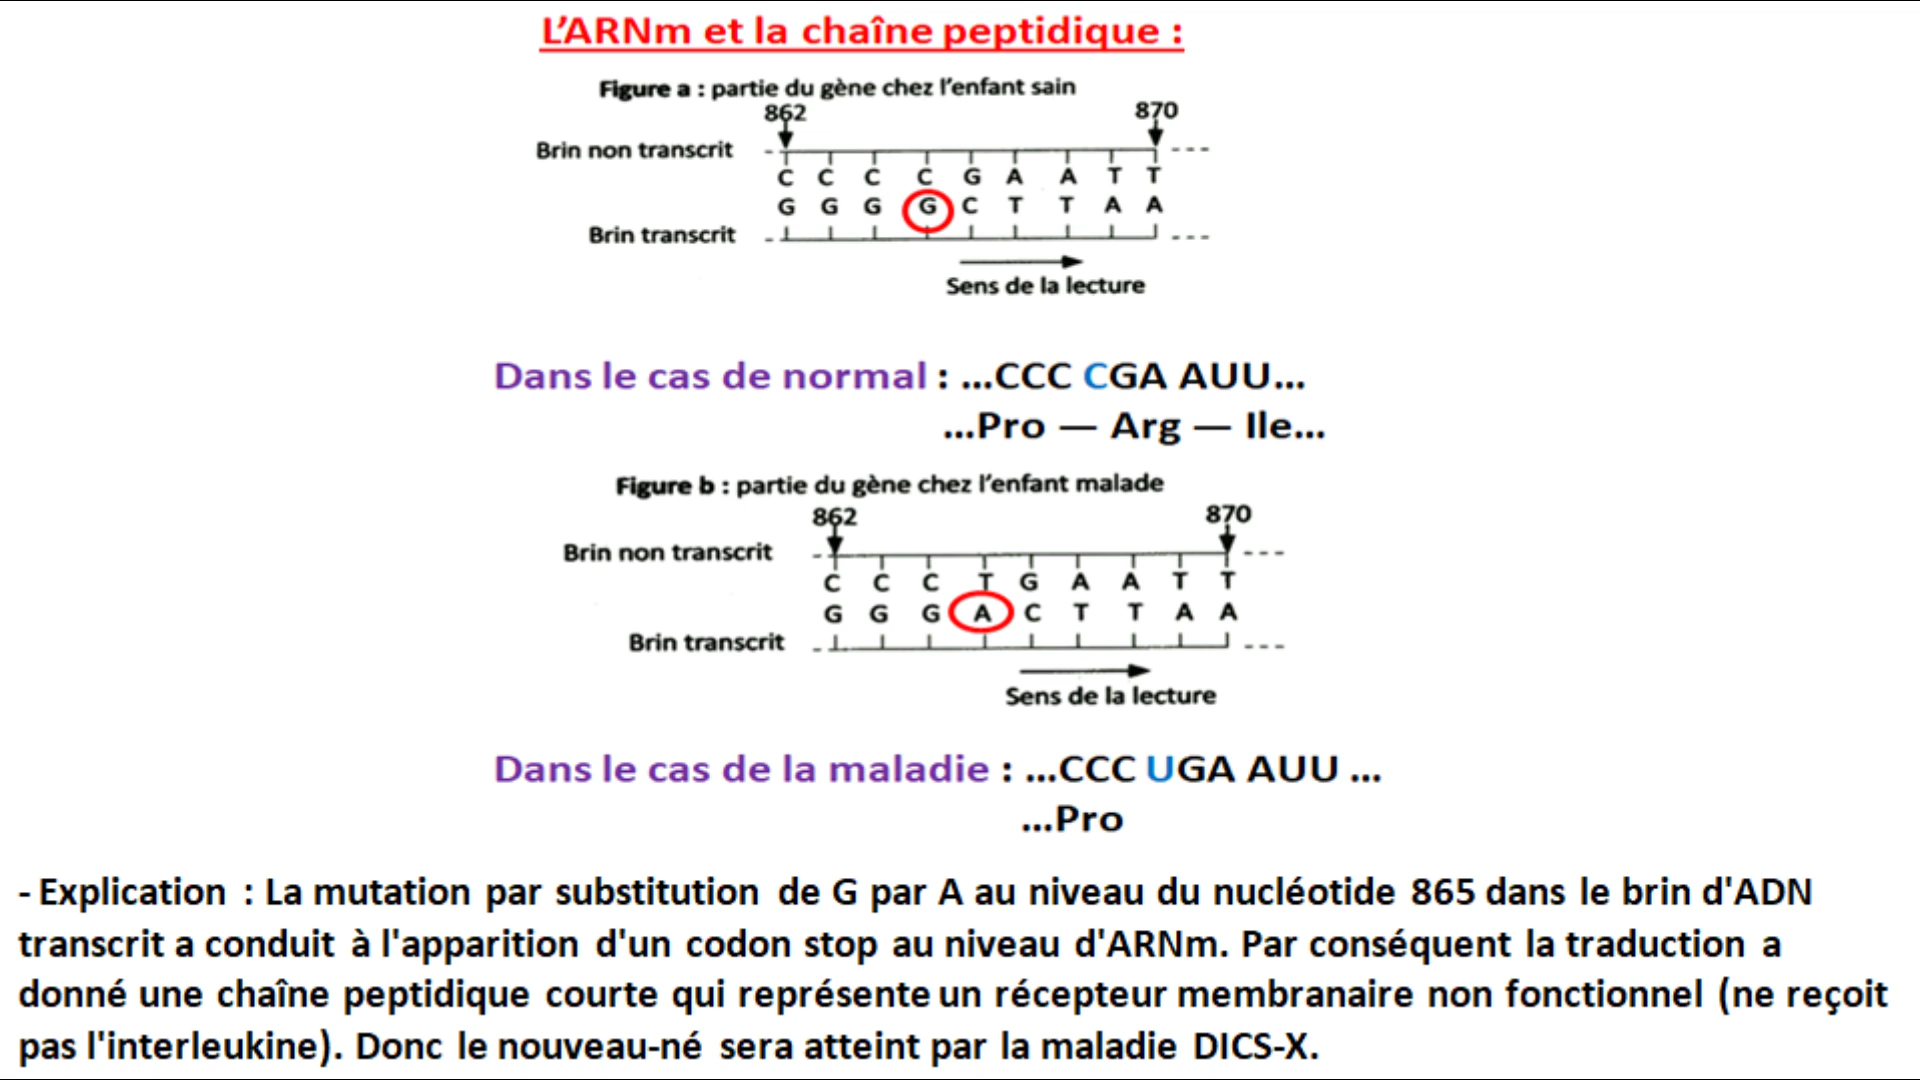 L'ARNm et la chaîne peptidique :
Figure a : partie du gène chez l'enfant sain
862 870
Brin non transcrit
C C C C G A A T T
G G G G C T T A A
Brin transcrit
Sens de la lecture
Dans le cas de normal : ...CCC CGA AUU...
...Pro — Arg — Ile...
Figure b : partie du gène chez l'enfant malade
862 870
Brin non transcrit
C C C T G A A T T
G G G A C T T A A
Brin transcrit
Sens de la lecture
Dans le cas de la maladie : ...CCC UGA AUU ...
...Pro
- Explication : La mutation par substitution de G par A au niveau du nucléotide 865 dans le brin d'ADN
transcrit a conduit à l'apparition d'un codon stop au niveau d'ARNm. Par conséquent la traduction a
donné une chaîne peptidique courte qui représente un récepteur membranaire non fonctionnel (ne reçoit
pas l'interleukine). Donc le nouveau-né sera atteint par la maladie DICS-X.